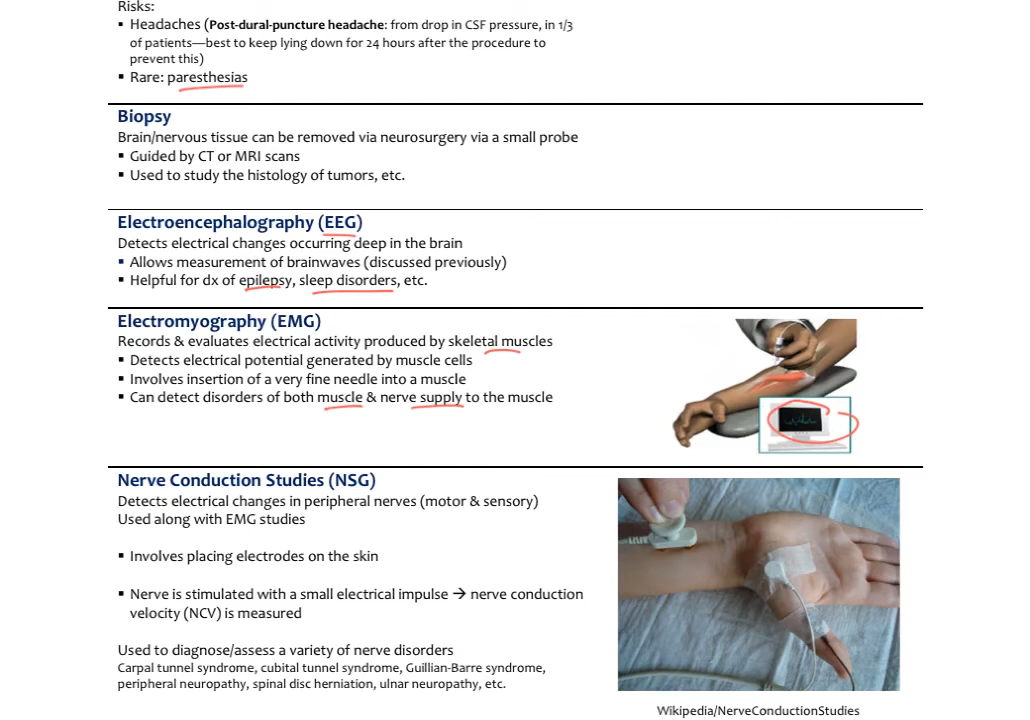 Risks:
▪ Headaches (Post-dural-puncture headache: from drop in CSF pressure, in 1/3
of patients—best to keep lying down for 24 hours after the procedure to
prevent this)
▪ Rare: paresthesias
Biopsy
Brain/nervous tissue can be removed via neurosurgery via a small probe
▪ Guided by CT or MRI scans
▪ Used to study the histology of tumors, etc.
Electroencephalography (EEG)
Detects electrical changes occurring deep in the brain
▪ Allows measurement of brainwaves (discussed previously)
▪ Helpful for dx of epilepsy, sleep disorders, etc.
Electromyography (EMG)
Records & evaluates electrical activity produced by skeletal muscles
▪ Detects electrical potential generated by muscle cells
▪ Involves insertion of a very fine needle into a muscle
▪ Can detect disorders of both muscle & nerve supply to the muscle
Nerve Conduction Studies (NSG)
Detects electrical changes in peripheral nerves (motor & sensory)
Used along with EMG studies
▪ Involves placing electrodes on the skin
▪ Nerve is stimulated with a small electrical impulse → nerve conduction
velocity (NCV) is measured
Used to diagnose/assess a variety of nerve disorders
Carpal tunnel syndrome, cubital tunnel syndrome, Guillian-Barre syndrome,
peripheral neuropathy, spinal disc herniation, ulnar neuropathy, etc.
Wikipedia/NerveConductionStudies